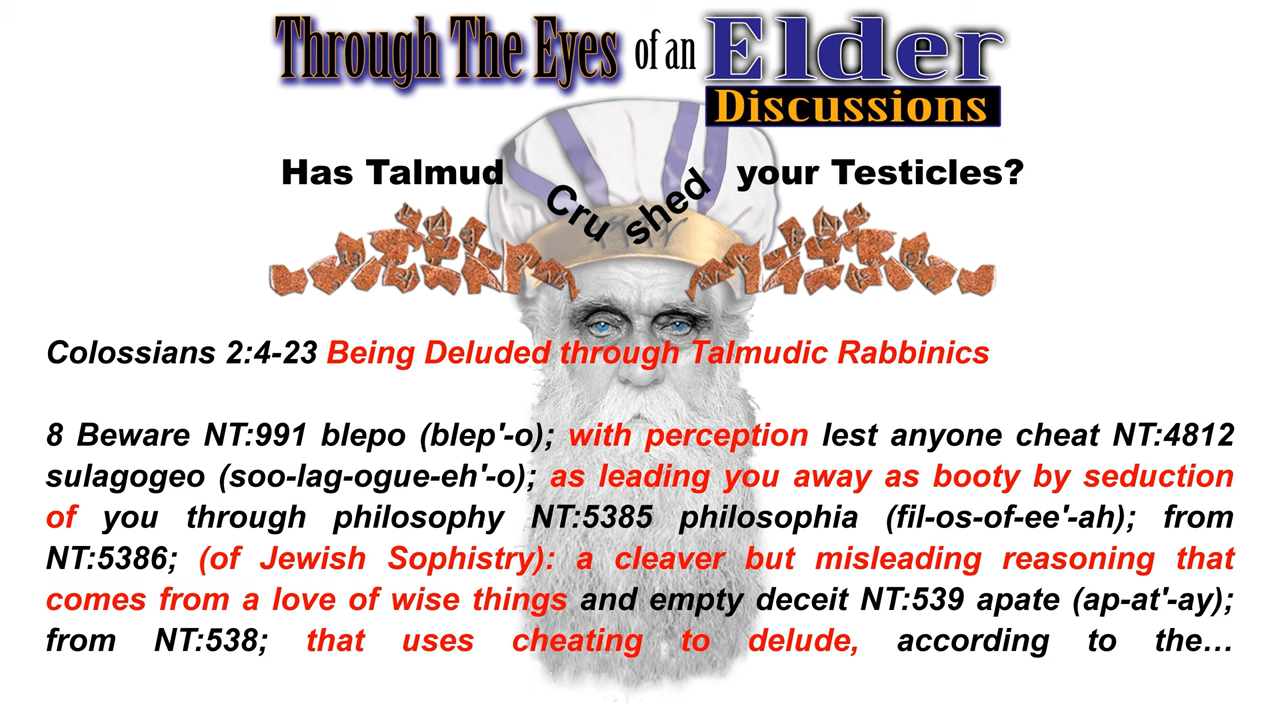 Through The Eyes of an Elder
Discussions
Has Talmud Crushed your Testicles?
Colossians 2:4-23 Being Deluded through Talmudic Rabbinics
8 Beware NT:991 blepo (blep'-o); with perception lest anyone cheat NT:4812
sulagogeo (soo-lag-ogue-eh'-o); as leading you away as booty by seduction
of you through philosophy NT:5385 philosophia (fil-os-of-ee'-ah); from
NT:5386; (of Jewish Sophistry): a cleaver but misleading reasoning that
comes from a love of wise things and empty deceit NT:539 apate (ap-at'-ay);
from NT:538; that uses cheating to delude, according to the…